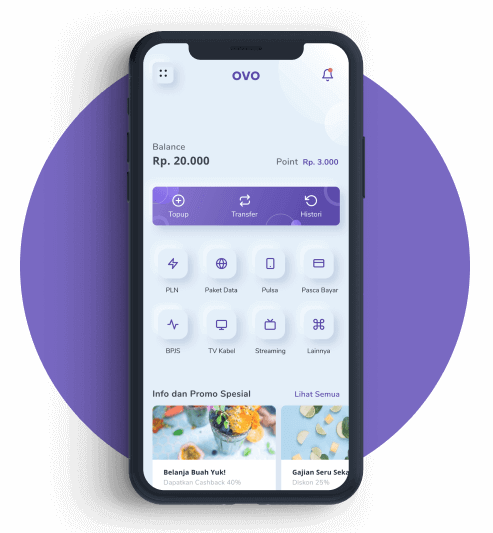 ovo
Balance
Rp. 20.000
Point Rp. 3.000
Topup Transfer Histori
PLN Paket Data Pulsa Pasca Bayar
BPJS TV Kabel Streaming Lainnya
Info dan Promo Spesial Lihat Semua
Belanja Buah Yuk! Gajian Seru Seka
Dapatkan Cashback 40% Diskon 25%